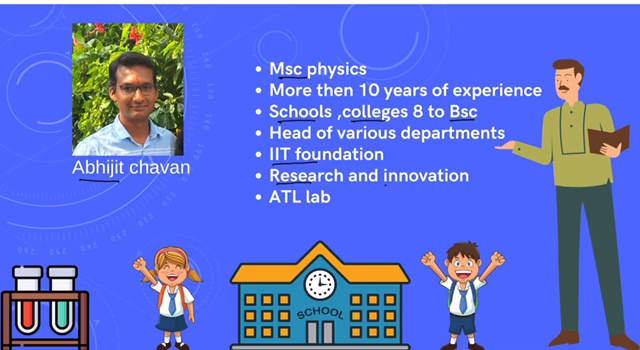 Msc physics
More then 10 years of experience
Schools ,colleges 8 to Bsc
Head of various departments
IIT foundation
Research and innovation
ATL lab
Abhijit chavan
SCHOOL